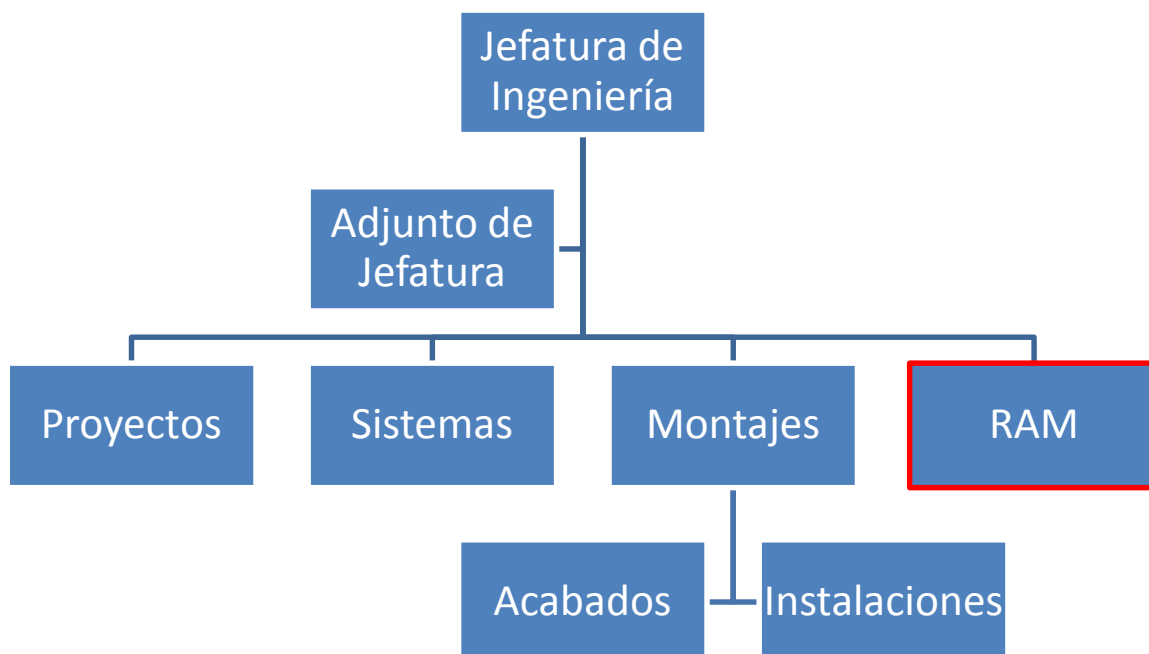 Jefatura de
Ingeniería
Adjunto de
Jefatura
Proyectos
Sistemas
Montajes
RAM
Acabados
Instalaciones